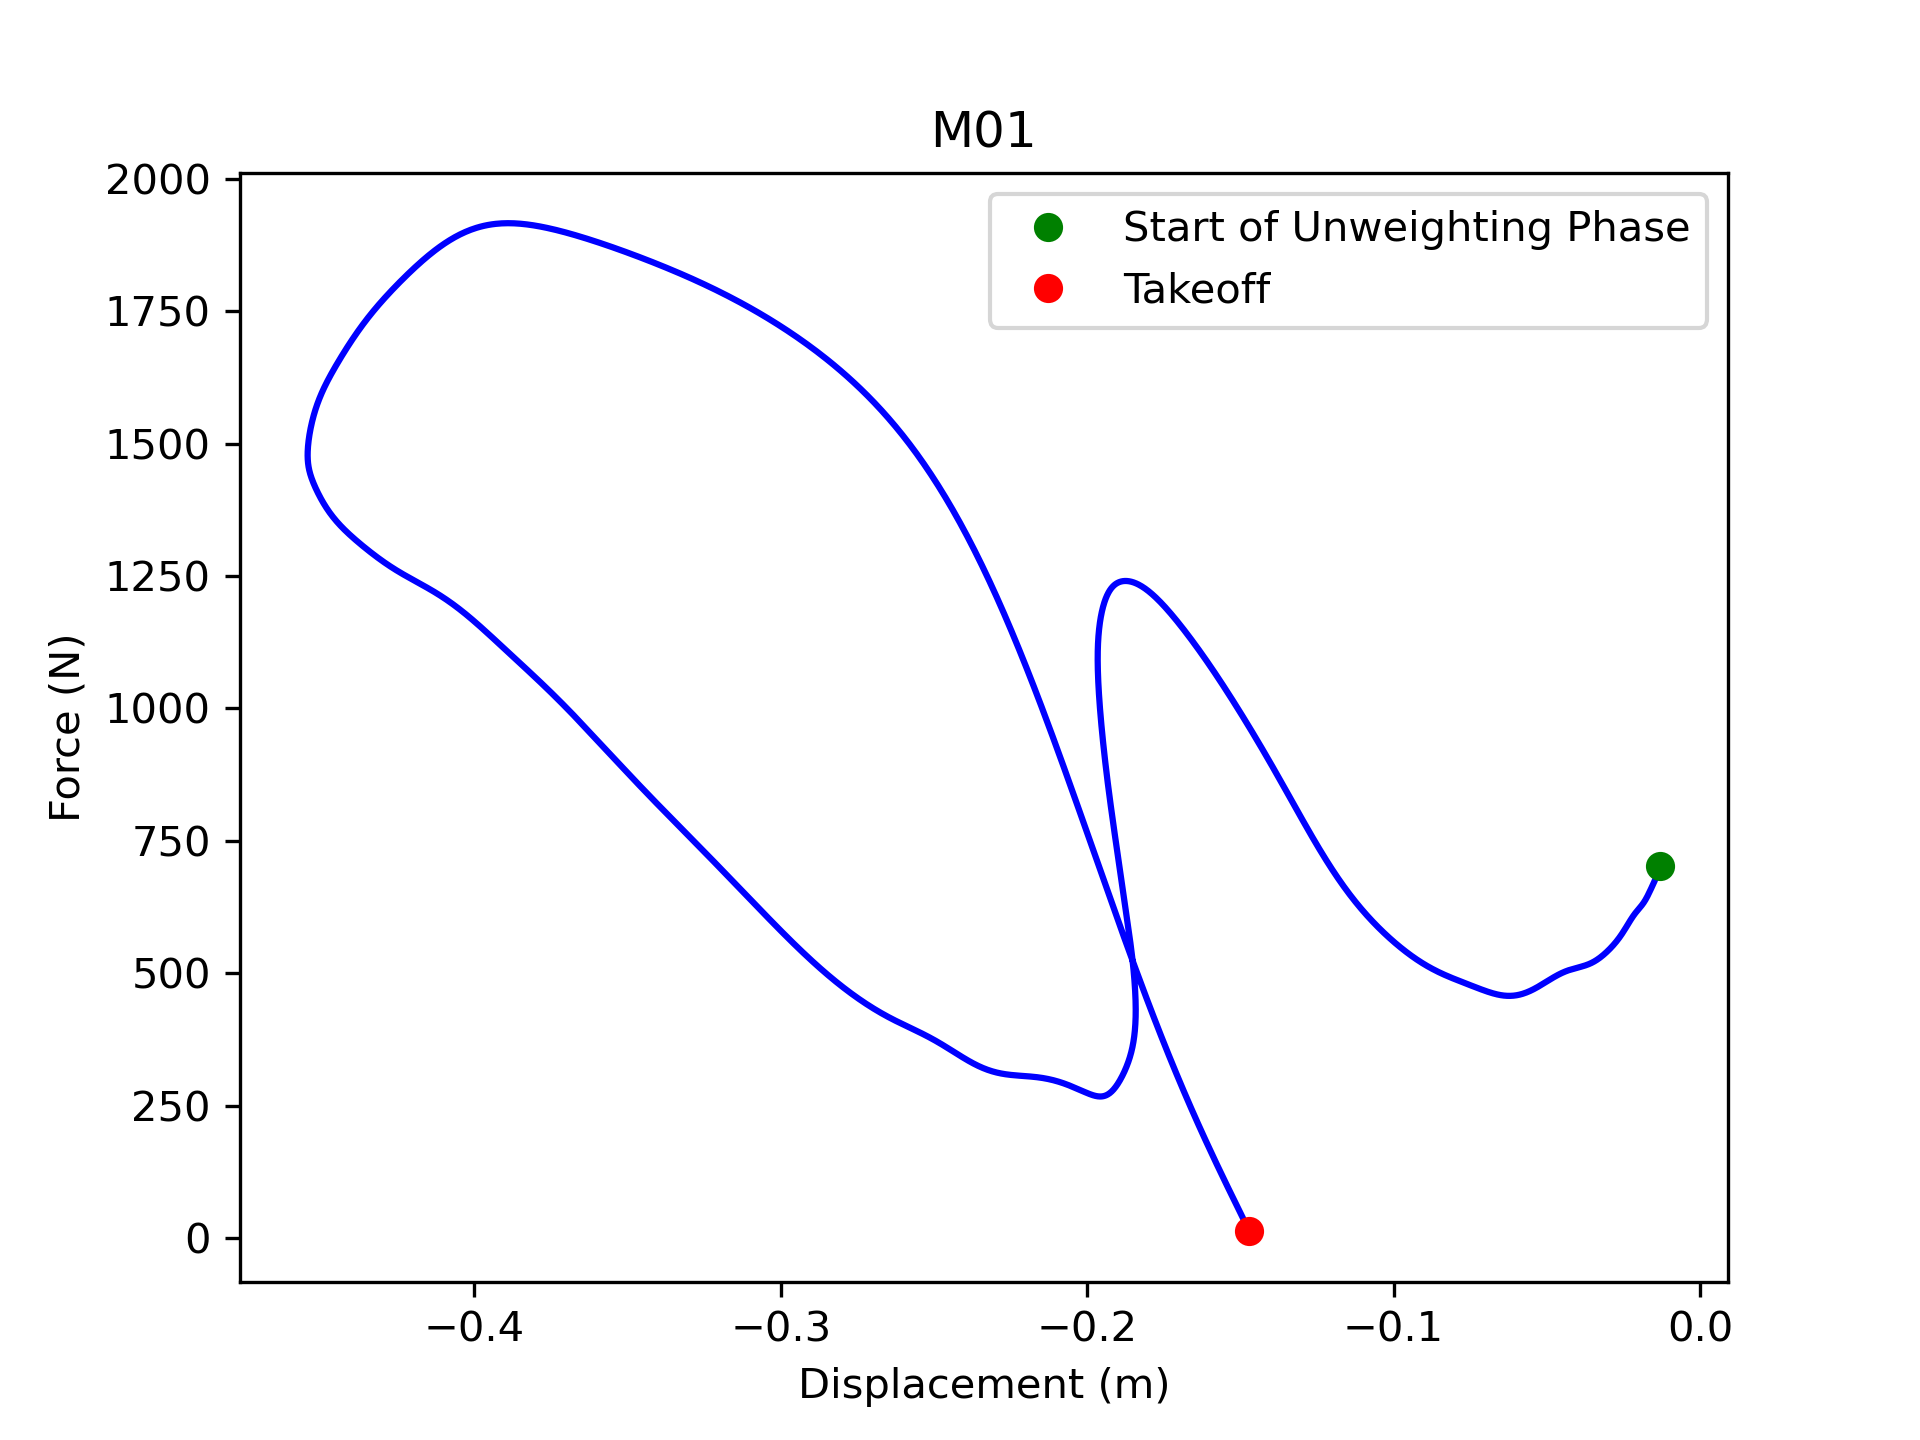 M01
Start of Unweighting Phase
Takeoff
2000
1750
1500
1250
1000
750
500
250
0
Force (N)
−0.4 −0.3 −0.2 −0.1 0.0
Displacement (m)